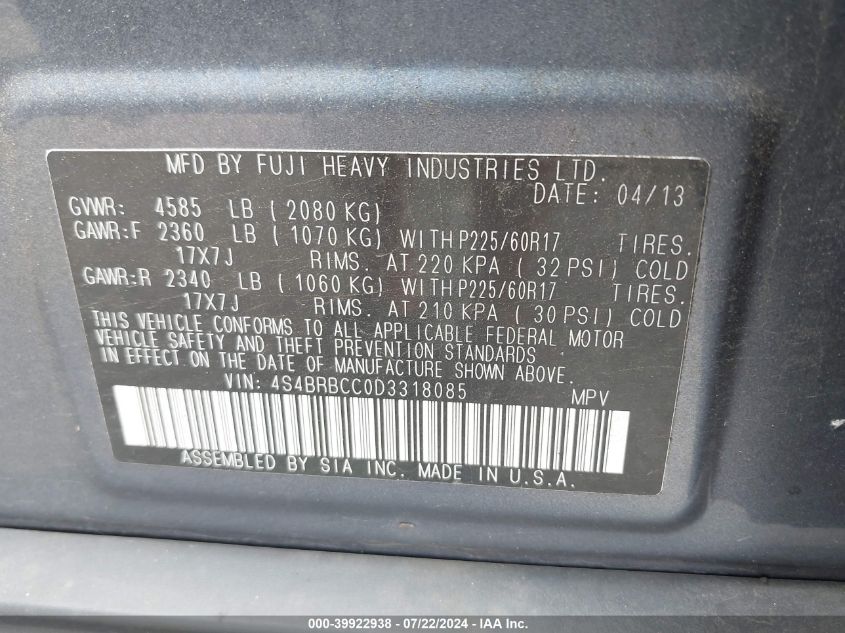 MFD BY FUJI HEAVY INDUSTRIES LTD.
DATE: 04/13
GVWR: 4585 LB ( 2080 KG)
GAWR:F 2360 LB ( 1070 KG) WITH P225/60R17 TIRES.
17X7J RIMS. AT 220 KPA ( 32 PSI) COLD
GAWR:R 2340 LB ( 1060 KG) WITH P225/60R17 TIRES.
17X7J RIMS. AT 210 KPA ( 30 PSI) COLD
THIS VEHICLE CONFORMS TO ALL APPLICABLE FEDERAL MOTOR
VEHICLE SAFETY AND THEFT PREVENTION STANDARDS
IN EFFECT ON THE DATE OF MANUFACTURE SHOWN ABOVE.
VIN: 4S4BRBCC0D3318085 MPV
ASSEMBLED BY SIA INC. MADE IN U.S.A.
000-39922938 - 07/22/2024 - IAA Inc.